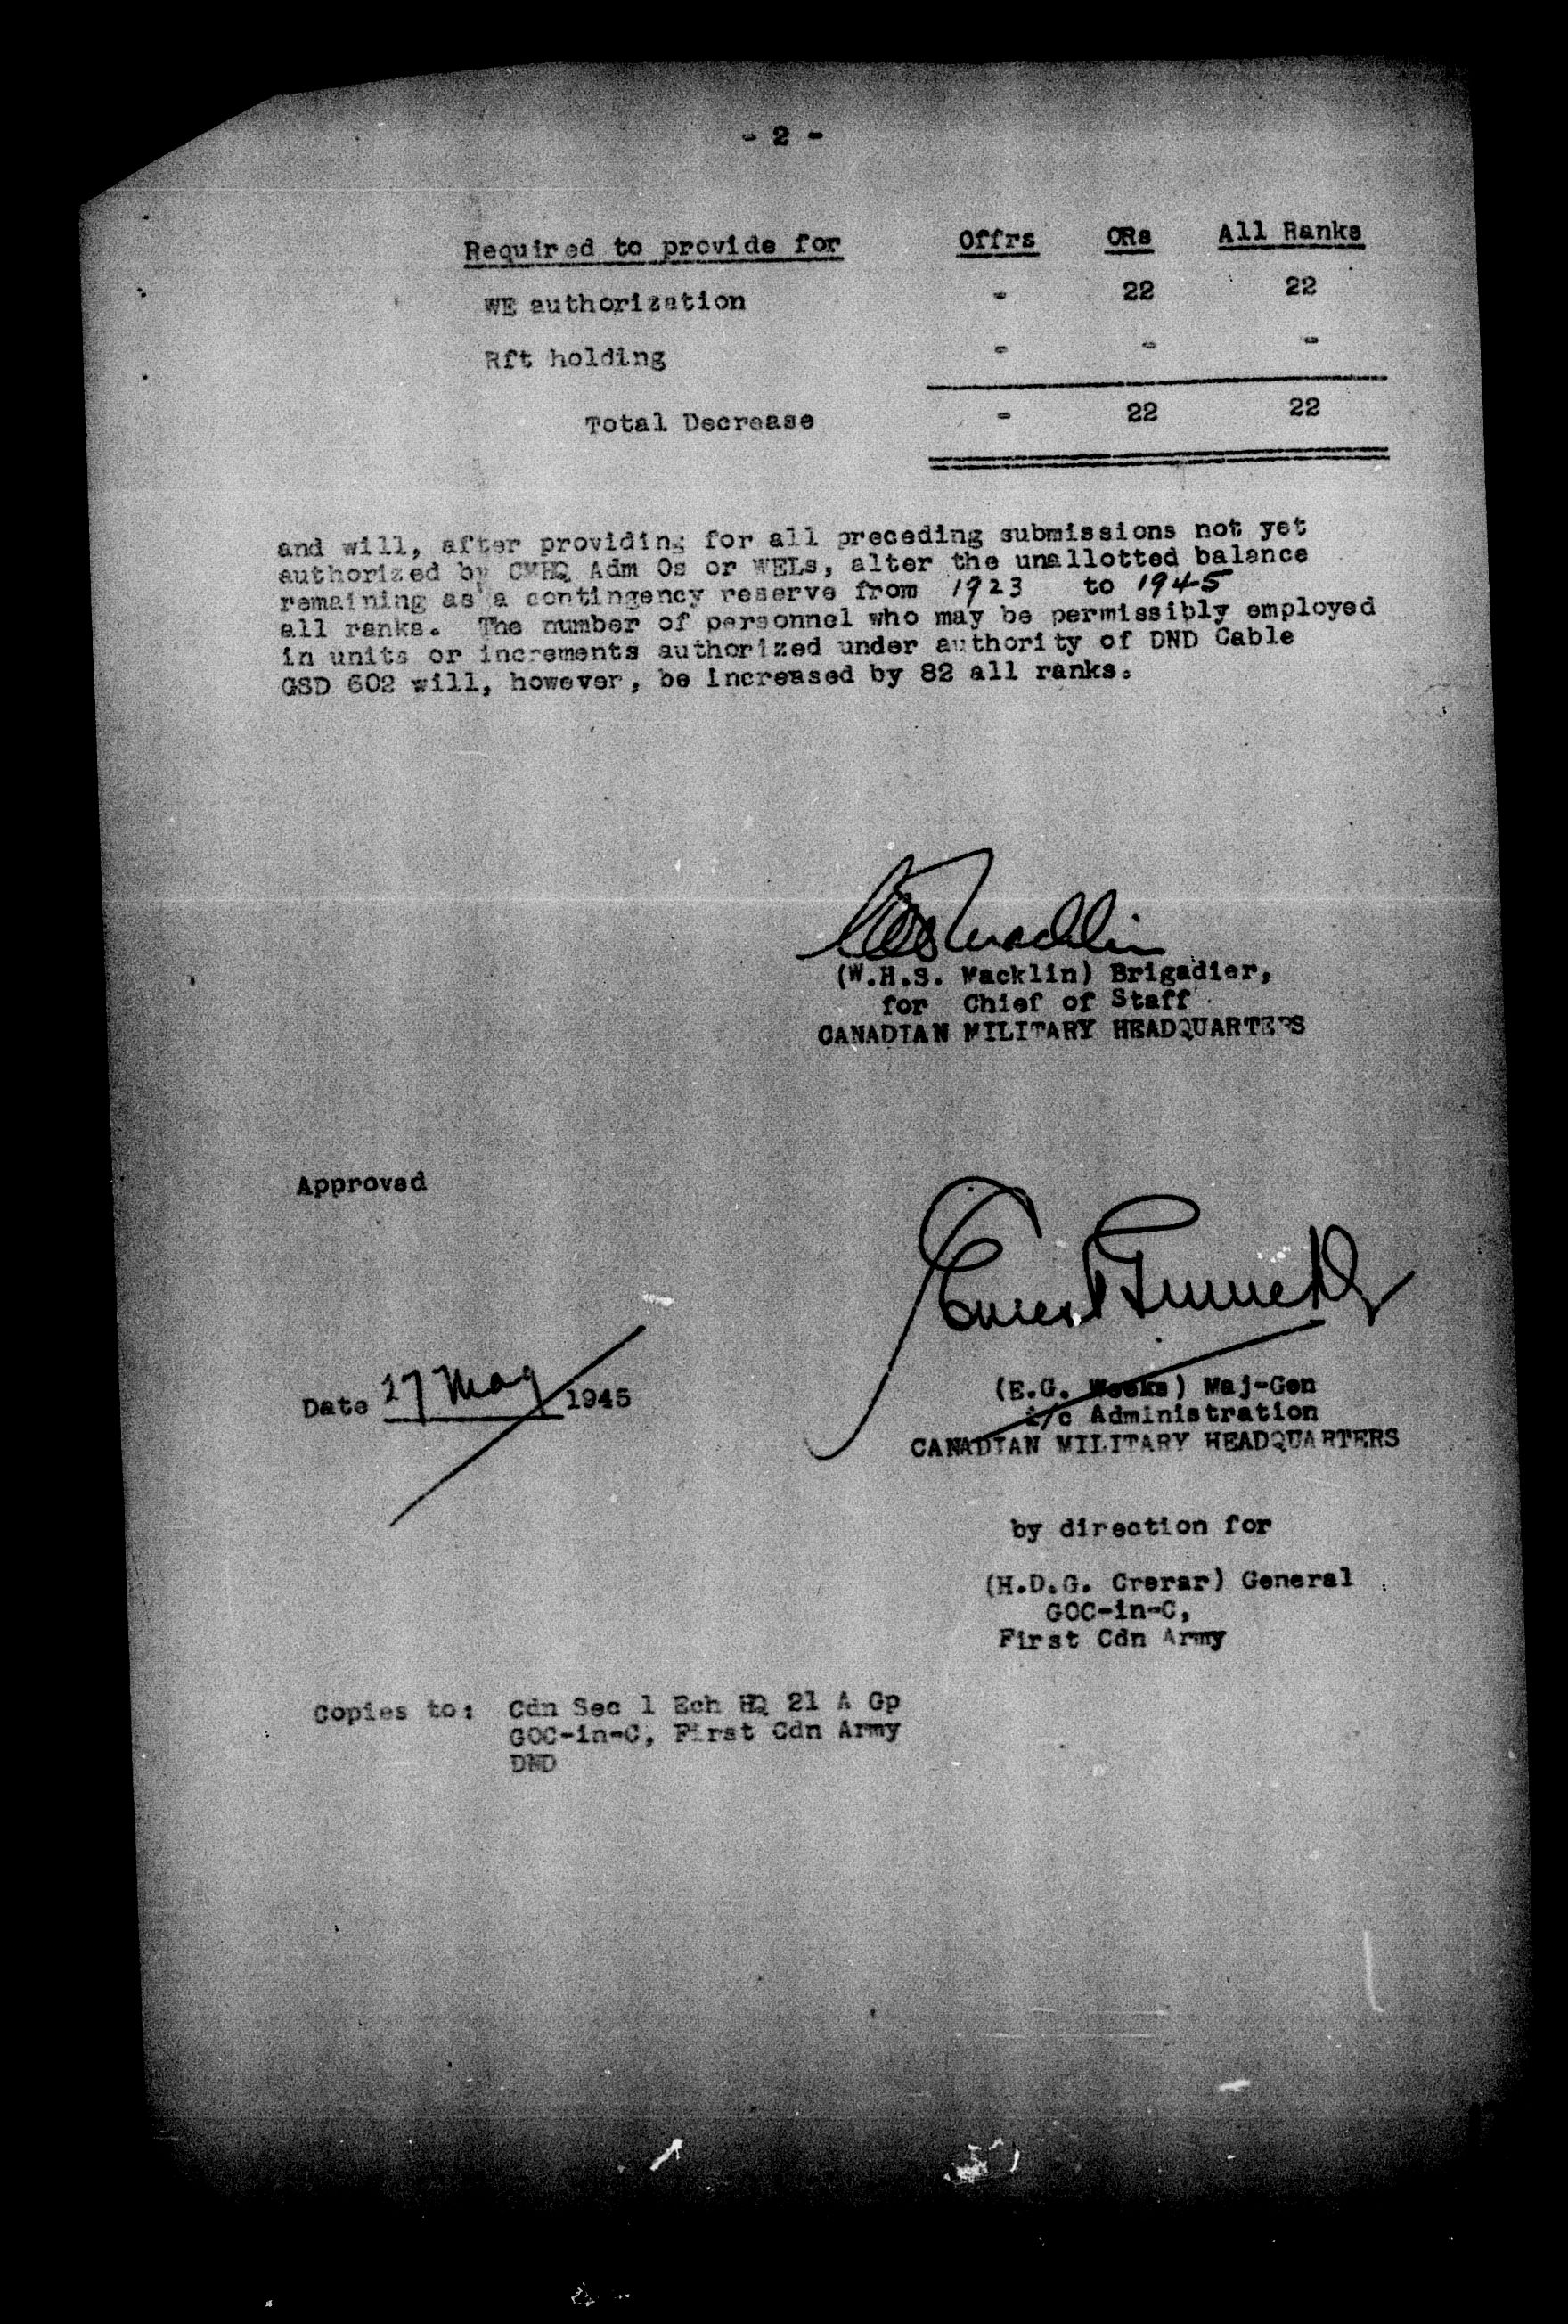 - 2 -
Required to provide for Offrs ORs All Ranks
WE authorization - 22 22
Rft holding - - -
Total Decrease - 22 22
and will, after providing for all preceding submissions not yet
authorized by CMHQ Adm Os or WELs, alter the unallotted balance
remaining as a contingency reserve from 1923 to 1945
all ranks. The number of personnel who may be permissibly employed
in units or increments authorized under authority of DND Cable
GSD 602 will, however, be increased by 82 all ranks.
Macklin
(W.H.S. Macklin) Brigadier,
for Chief of Staff
CANADIAN MILITARY HEADQUARTERS
Approved
Date 27 May 1945
(E.G. Weeks) Maj-Gen
i/c Administration
CANADIAN MILITARY HEADQUARTERS
by direction for
(H.D.G. Crerar) General
GOC-in-C,
First Cdn Army
Copies to: Cdn Sec 1 Ech HQ 21 A Gp
GOC-in-C, First Cdn Army
DND